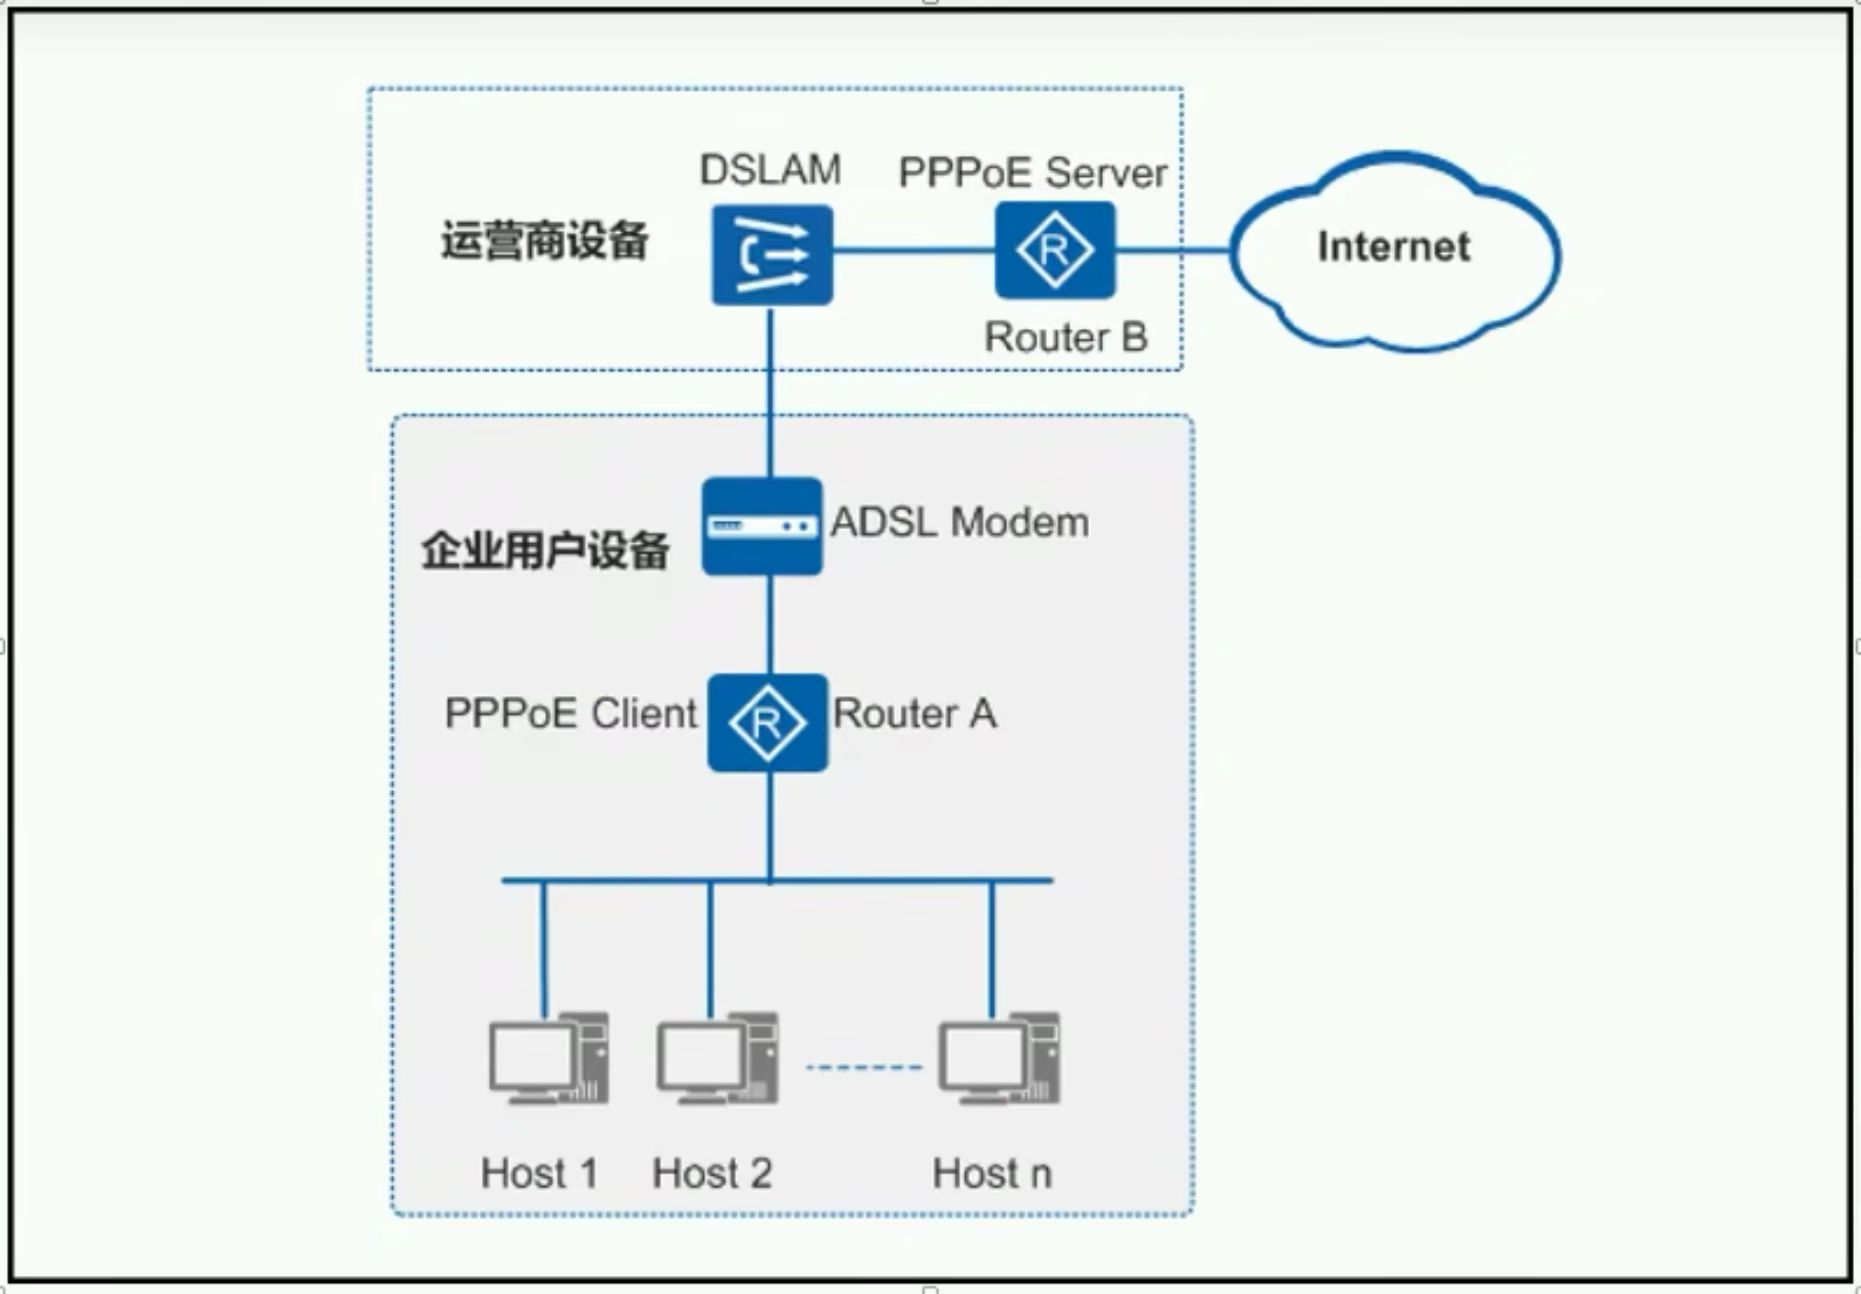 DSLAM
PPPoE Server
运营商设备
R
Internet
Router B
ADSL Modem
企业用户设备
PPPoE Client
R
Router A
Host 1
Host 2
Host n